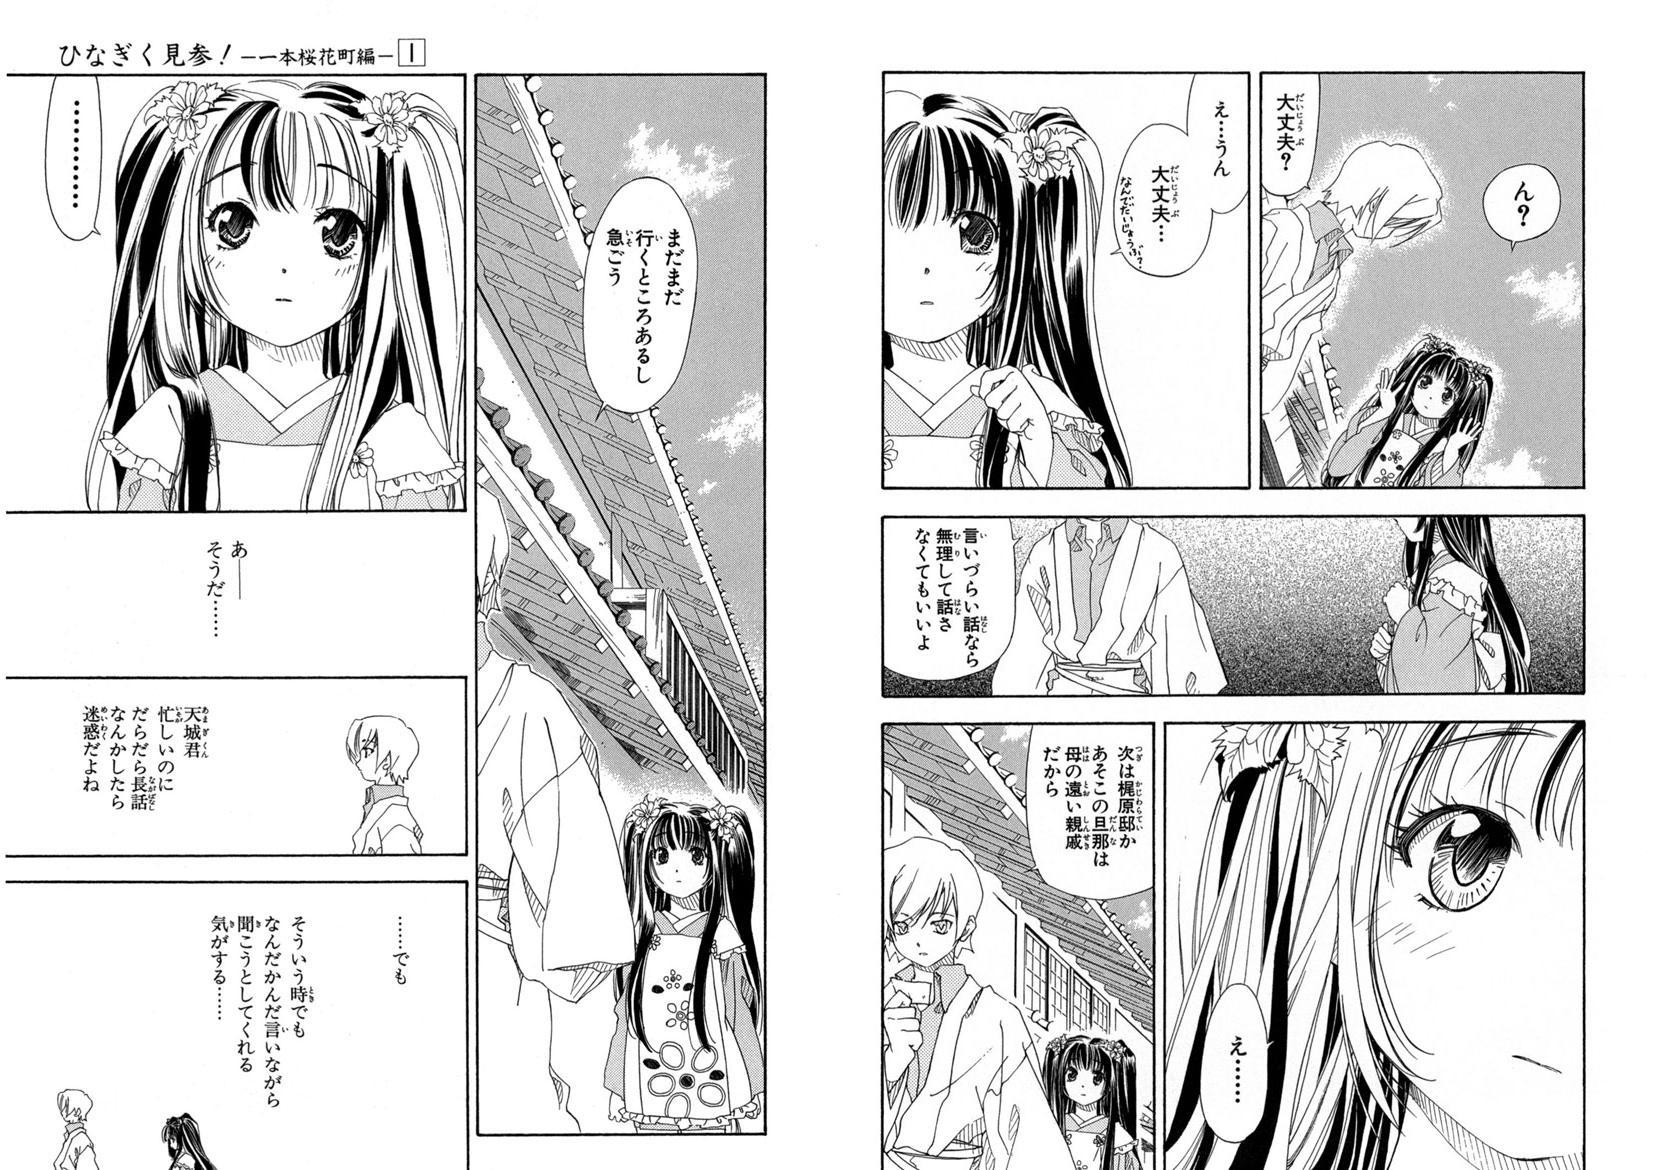 ん?
大丈夫?
え…うん
大丈夫…
なんでだいじょうぶ?
言いづらい話なら
無理して話さ
なくてもいいよ
え……
次は梶原邸か
あそこの旦那は
母の遠い親戚
だから
ひなぎく見参! ー一本桜花町編ー 1
まだまだ
行くところあるし
急ごう
…………
あ――
そうだ……
天城君
忙しいのに
だらだら長話
なんかしたら
迷惑だよね
……でも
そういう時でも
なんだかんだ言いながら
聞こうとしてくれる
気がする……